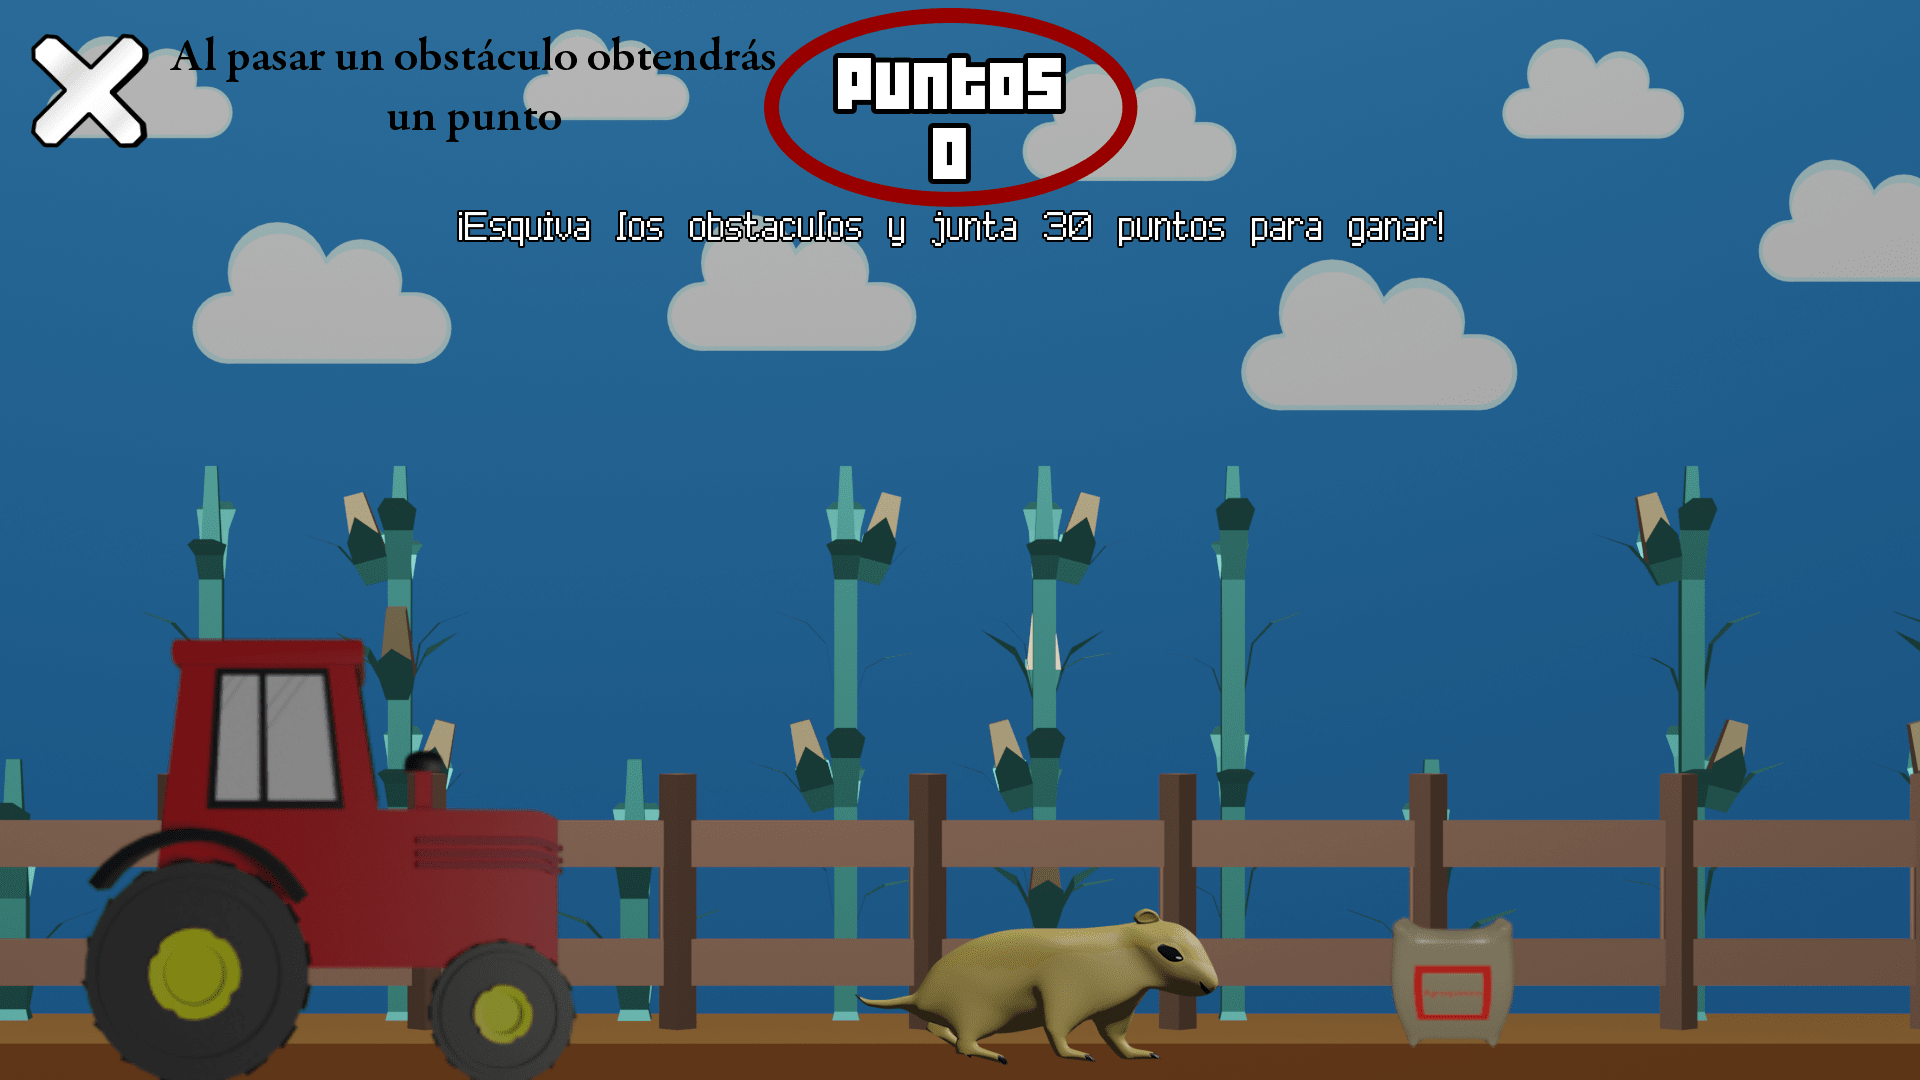 Al pasar un obstáculo obtendrás
un punto
Puntos
0
¡Esquiva los obstaculos y junta 30 puntos para ganar!